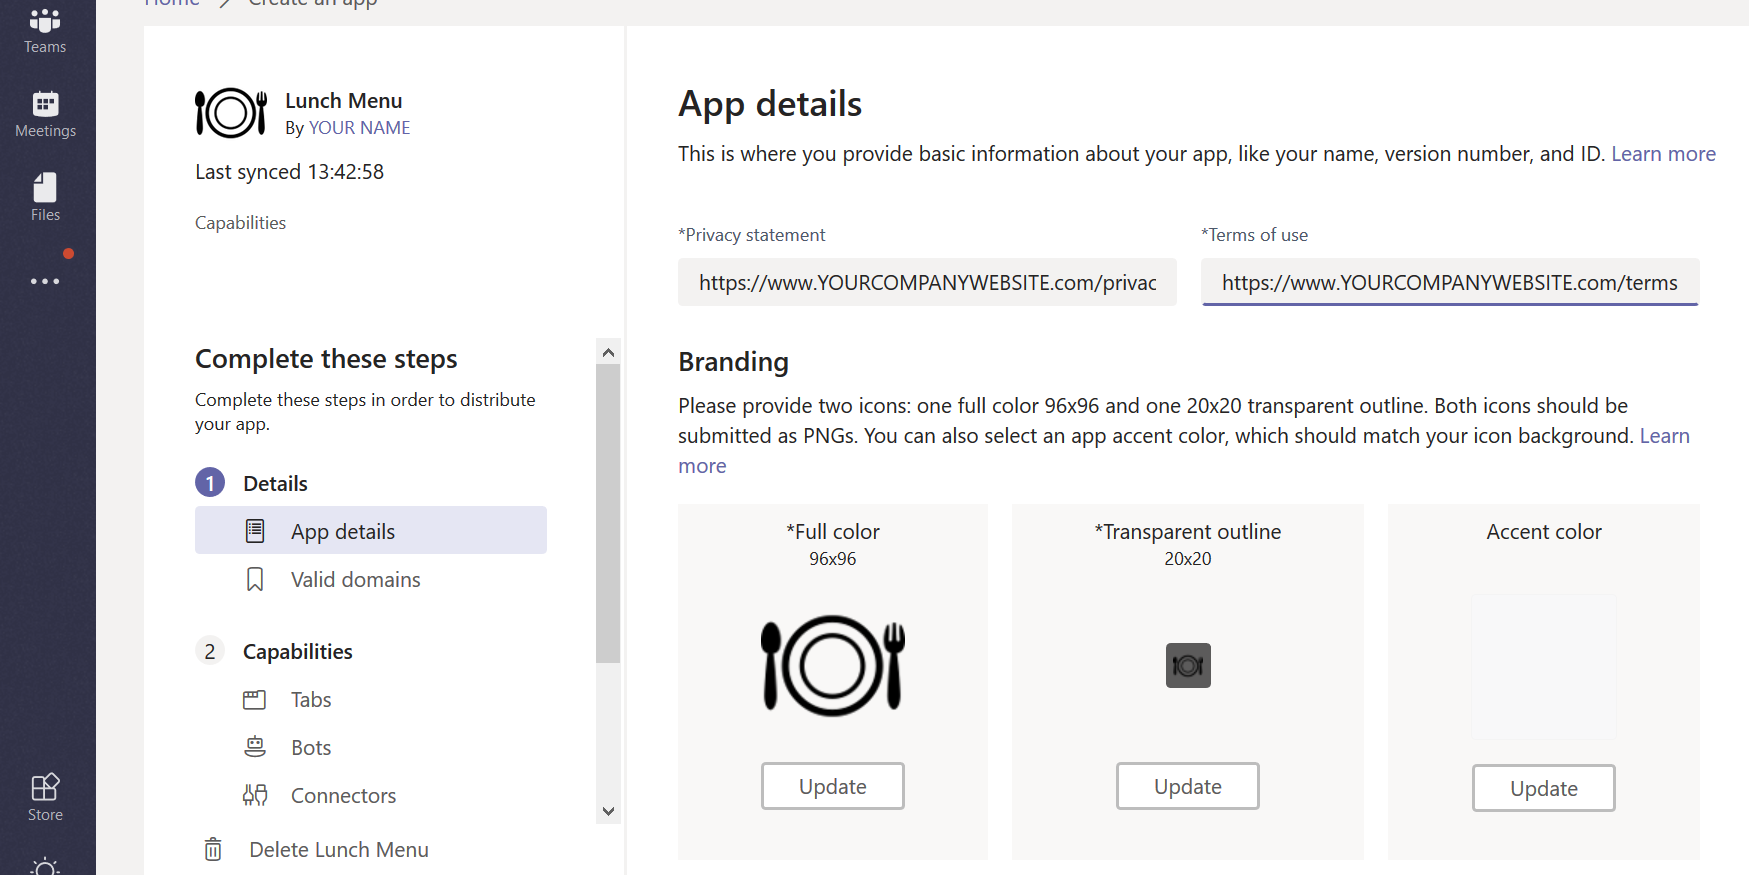 Home > Create an app
Teams
Meetings
Files
Store
Lunch Menu
By YOUR NAME
Last synced 13:42:58
Capabilities
Complete these steps
Complete these steps in order to distribute
your app.
1 Details
App details
Valid domains
2 Capabilities
Tabs
Bots
Connectors
Delete Lunch Menu
App details
This is where you provide basic information about your app, like your name, version number, and ID. Learn more
*Privacy statement
https://www.YOURCOMPANYWEBSITE.com/privac
*Terms of use
https://www.YOURCOMPANYWEBSITE.com/terms
Branding
Please provide two icons: one full color 96x96 and one 20x20 transparent outline. Both icons should be
submitted as PNGs. You can also select an app accent color, which should match your icon background. Learn
more
*Full color
96x96
Update
*Transparent outline
20x20
Update
Accent color
Update